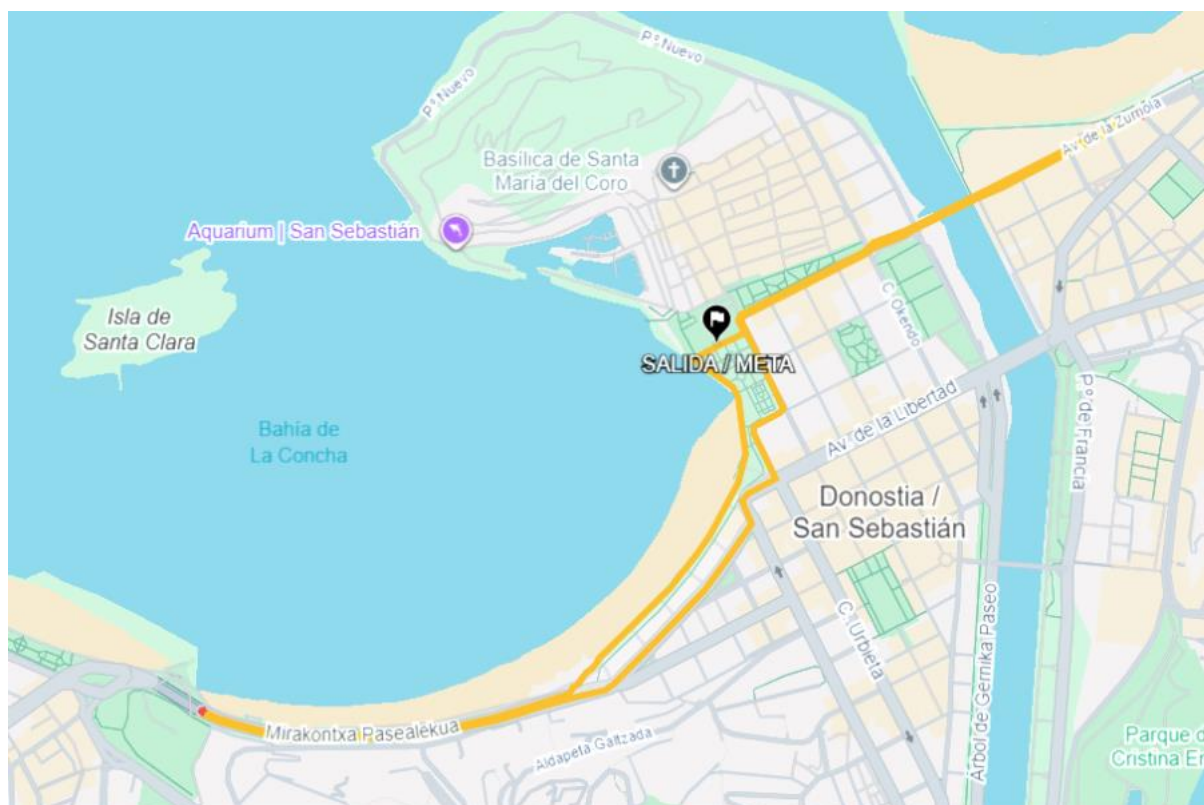 Pº Nuevo
Pº Nuevo
Av. de la Zurriola
Basílica de Santa
María del Coro
Aquarium | San Sebastián
Isla de
Santa Clara
C. Okendo
SALIDA / META
Bahía de
La Concha
Av. de la Libertad
Pº de Francia
Donostia /
San Sebastián
C. Urbieta
Árbol de Gernika Paseo
Mirakontxa Pasealekua
Aldapeta Galtzada
Parque d
Cristina En